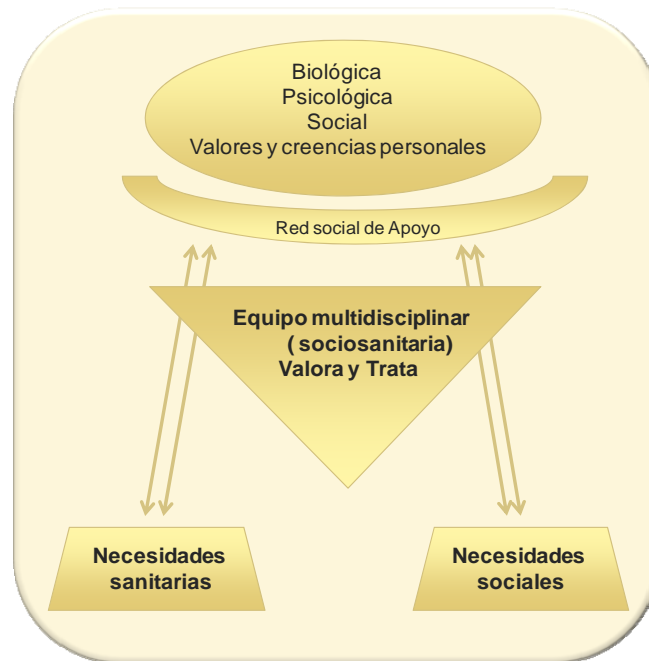 Biológica
Psicológica
Social
Valores y creencias personales
Red social de Apoyo
Equipo multidisciplinar
( sociosanitaria)
Valora y Trata
Necesidades
sanitarias
Necesidades
sociales